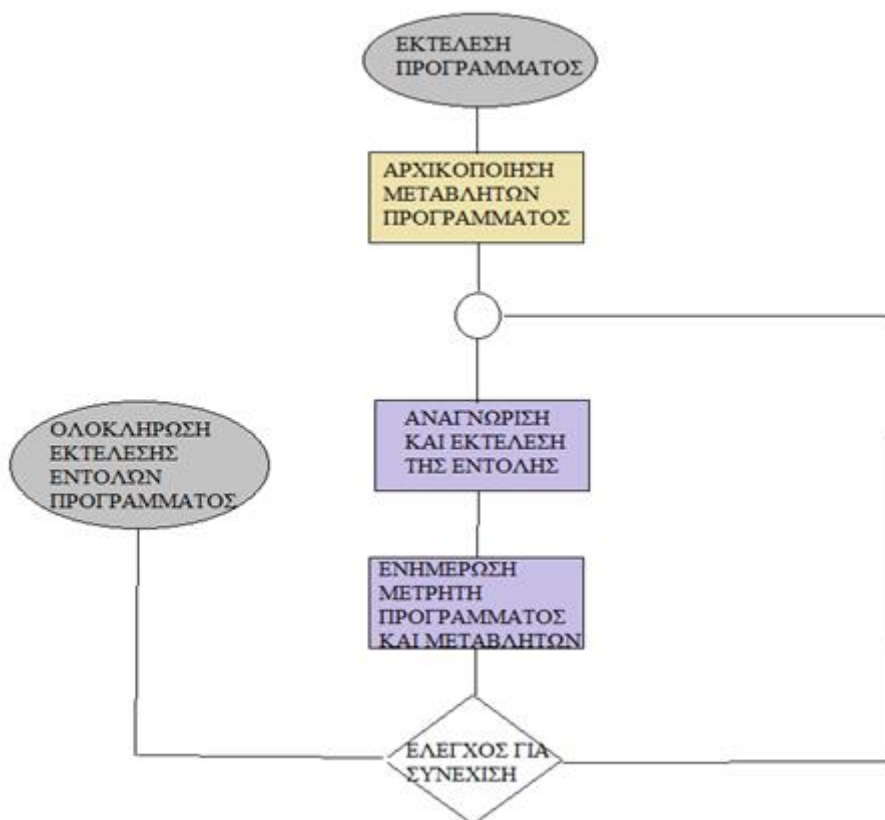 ΕΚΤΕΛΕΣΗ
ΠΡΟΓΡΑΜΜΑΤΟΣ
ΑΡΧΙΚΟΠΟΙΗΣΗ
ΜΕΤΑΒΛΗΤΩΝ
ΠΡΟΓΡΑΜΜΑΤΟΣ
ΑΝΑΓΝΩΡΙΣΗ
ΚΑΙ ΕΚΤΕΛΕΣΗ
ΤΗΣ ΕΝΤΟΛΗΣ
ΟΛΟΚΛΗΡΩΣΗ
ΕΚΤΕΛΕΣΗΣ
ΕΝΤΟΛΏΝ
ΠΡΟΓΡΑΜΜΑΤΟΣ
ΕΝΗΜΕΡΩΣΗ
ΜΕΤΡΗΤΗ
ΠΡΟΓΡΑΜΜΑΤΟΣ
ΚΑΙ ΜΕΤΑΒΛΗΤΩΝ
ΕΛΕΓΧΟΣ ΓΙΑ
ΣΥΝΕΧΙΣΗ